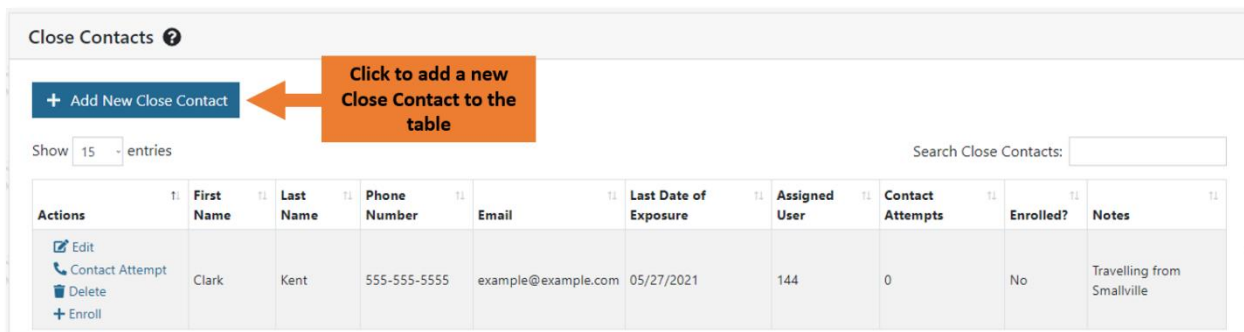 Close Contacts ?
+ Add New Close Contact
Click to add a new
Close Contact to the
table
Show 15 entries
Search Close Contacts:
Actions First Name Last Name Phone Number Email Last Date of Exposure Assigned User Contact Attempts Enrolled? Notes
Edit
Contact Attempt
Delete
+ Enroll
Clark Kent 555-555-5555 example@example.com 05/27/2021 144 0 No Travelling from Smallville